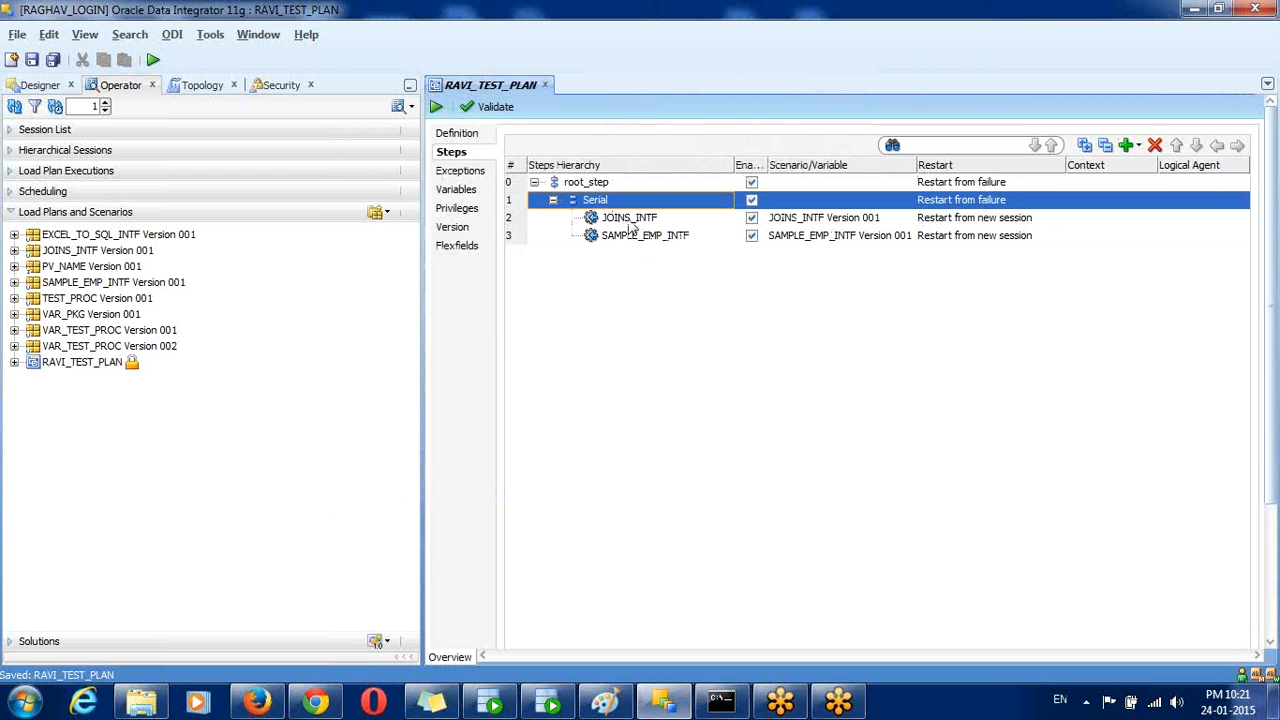 [RAGHAV_LOGIN] Oracle Data Integrator 11g : RAVI_TEST_PLAN
File Edit View Search ODI Tools Window Help
Designer Operator Topology Security
1
Session List
Hierarchical Sessions
Load Plan Executions
Scheduling
Load Plans and Scenarios
EXCEL_TO_SQL_INTF Version 001
JOINS_INTF Version 001
PV_NAME Version 001
SAMPLE_EMP_INTF Version 001
TEST_PROC Version 001
VAR_PKG Version 001
VAR_TEST_PROC Version 001
VAR_TEST_PROC Version 002
RAVI_TEST_PLAN
Solutions
RAVI_TEST_PLAN
Validate
Definition
Steps
Exceptions
Variables
Privileges
Version
Flexfields
# Steps Hierarchy Ena... Scenario/Variable Restart Context Logical Agent
0 root_step Restart from failure
1 Serial Restart from failure
2 JOINS_INTF JOINS_INTF Version 001 Restart from new session
3 SAMPLE_EMP_INTF SAMPLE_EMP_INTF Version 001 Restart from new session
Overview
Saved: RAVI_TEST_PLAN
EN
PM 10:21
24-01-2015